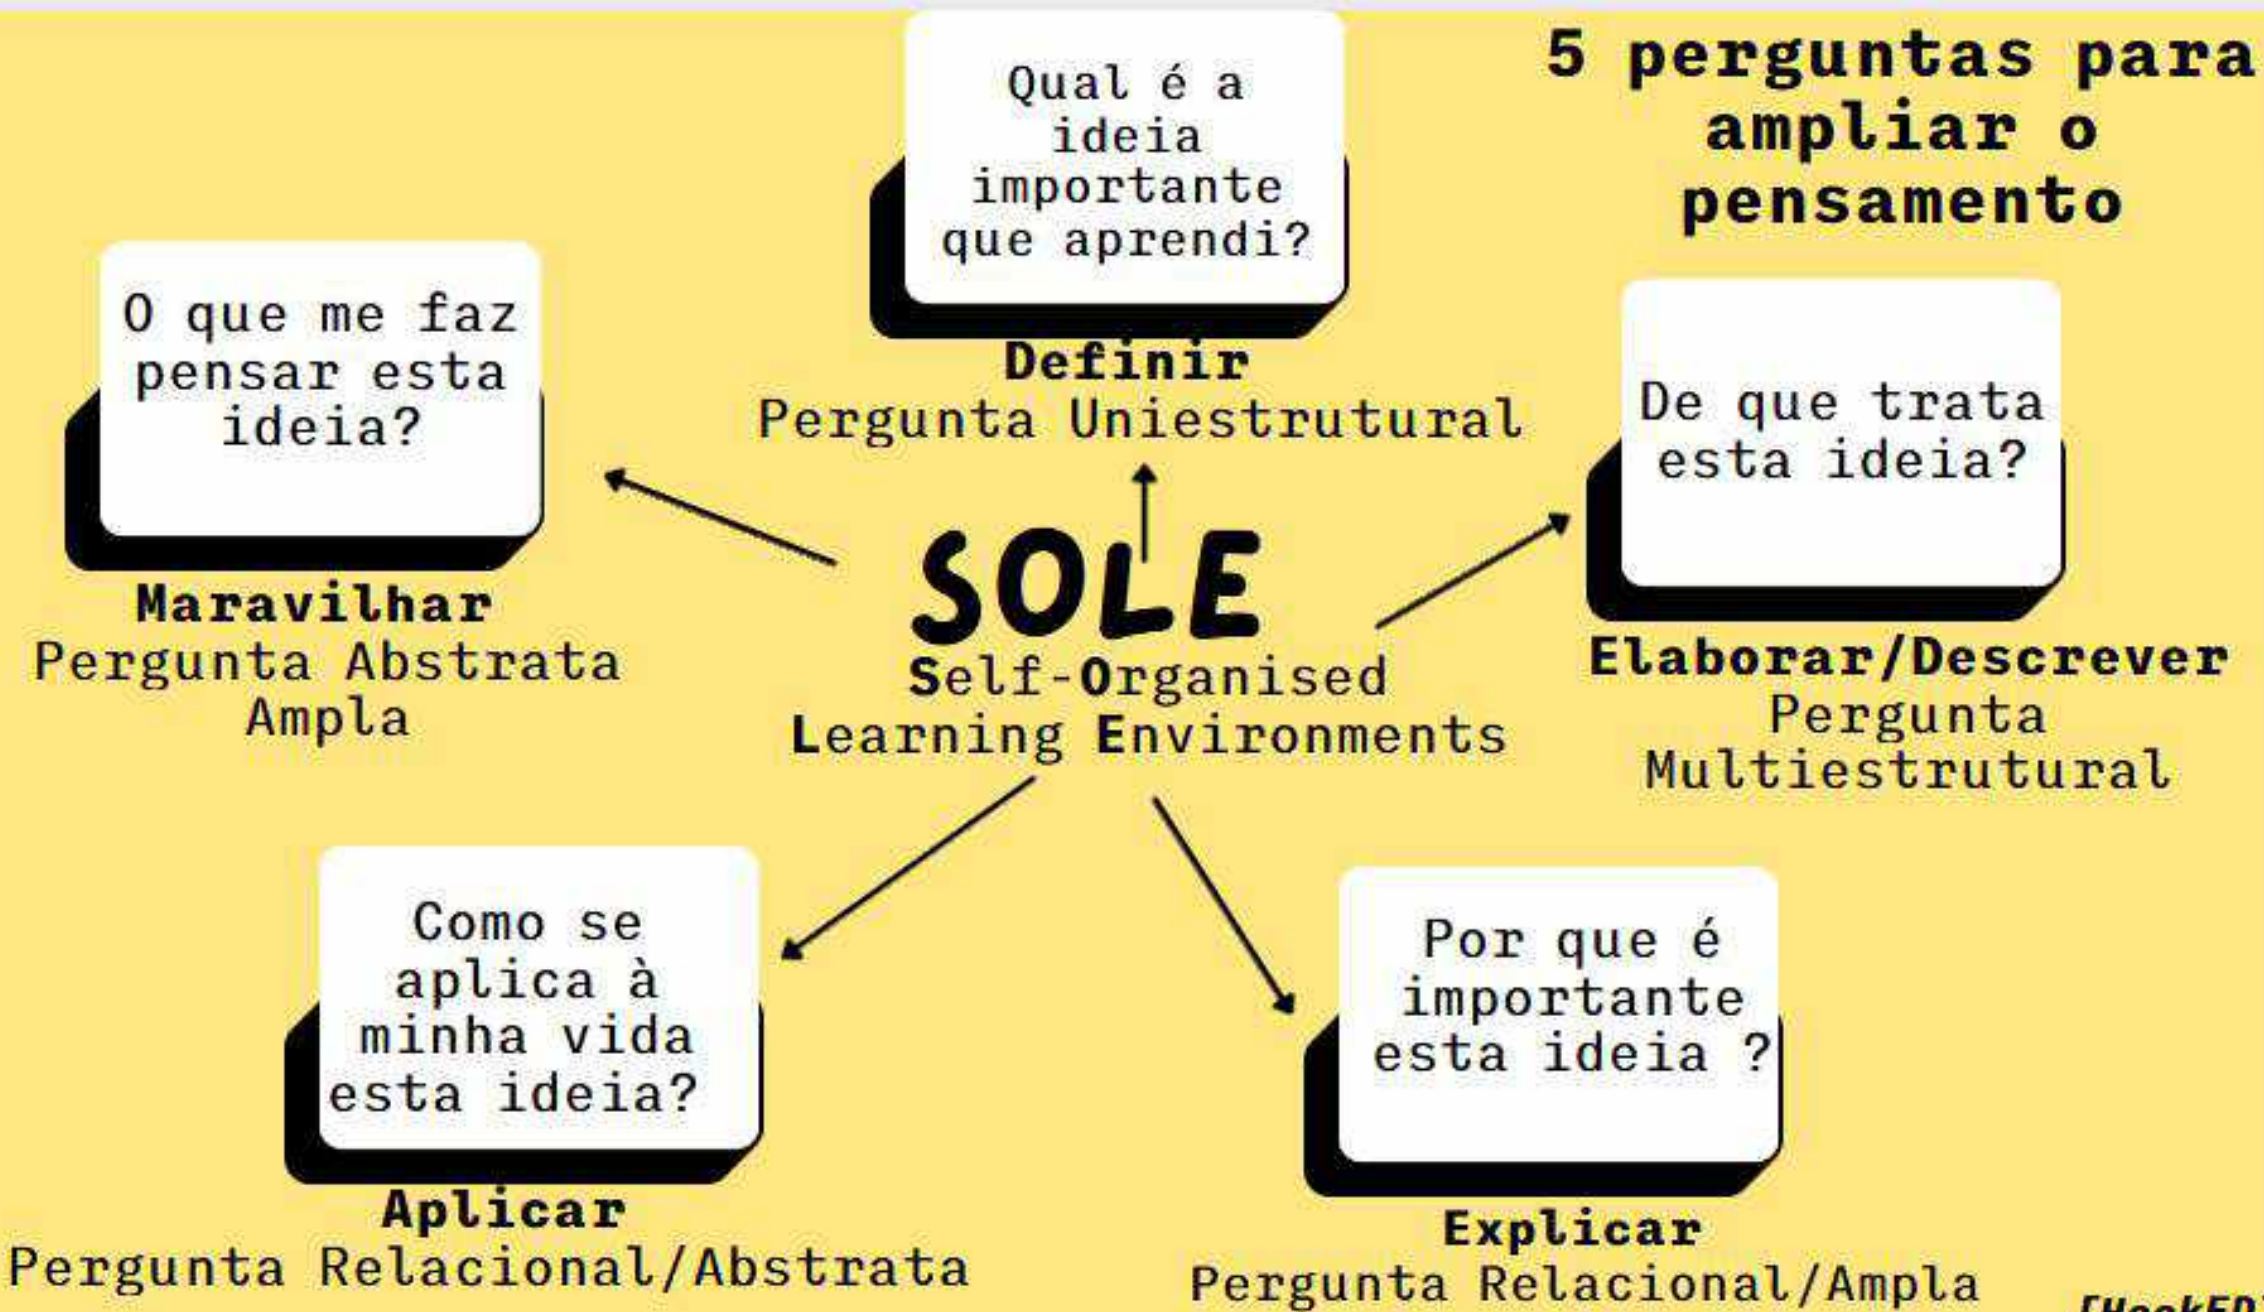 5 perguntas para
ampliar o
pensamento
Qual é a
ideia
importante
que aprendi?
Definir
Pergunta Uniestrutural
De que trata
esta ideia?
Elaborar/Descrever
Pergunta
Multiestrutural
O que me faz
pensar esta
ideia?
Maravilhar
Pergunta Abstrata
Ampla
SOLE
Self-Organised
Learning Environments
Como se
aplica à
minha vida
esta ideia?
Aplicar
Pergunta Relacional/Abstrata
Por que é
importante
esta ideia ?
Explicar
Pergunta Relacional/Ampla